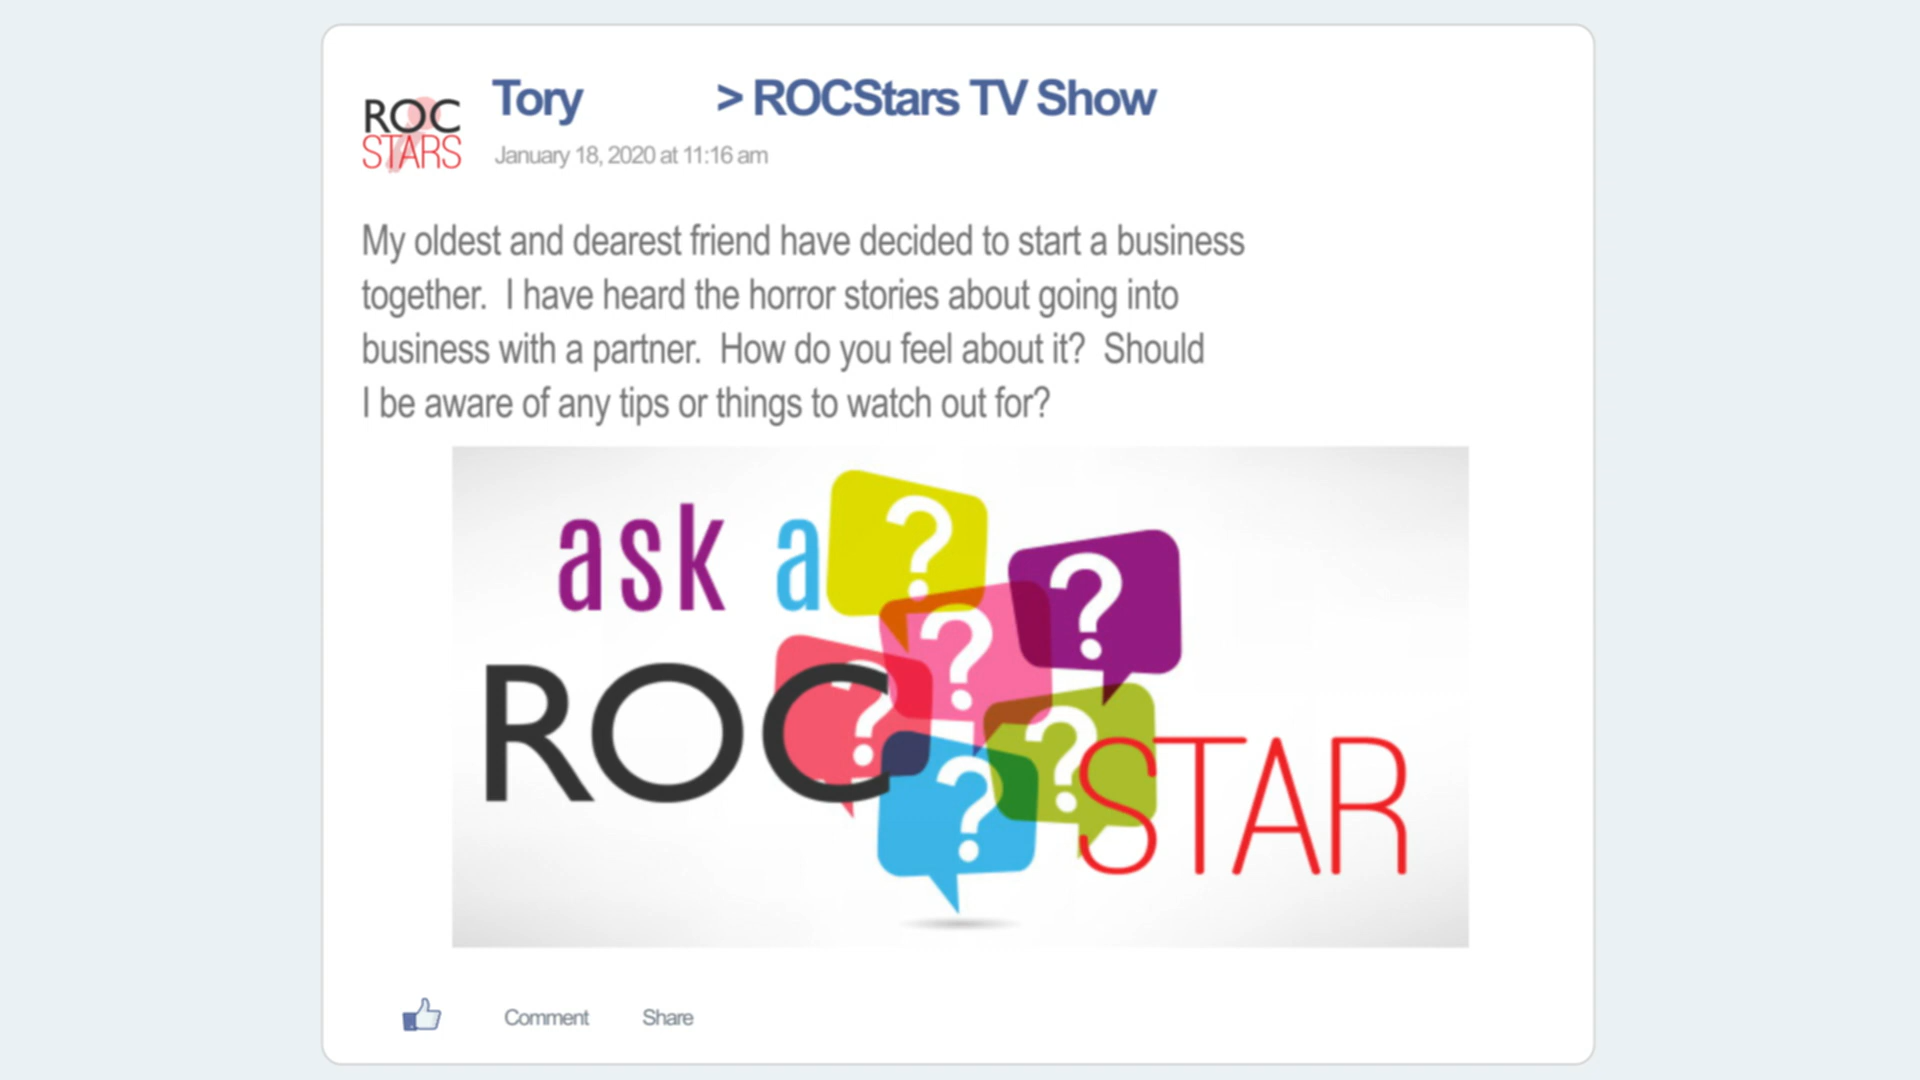 ROC
STARS
Tory > ROCStars TV Show
January 18, 2020 at 11:16 am
My oldest and dearest friend have decided to start a business
together. I have heard the horror stories about going into
business with a partner. How do you feel about it? Should
I be aware of any tips or things to watch out for?
ask a
?
?
?
?
?
?
ROC
STAR
Comment Share